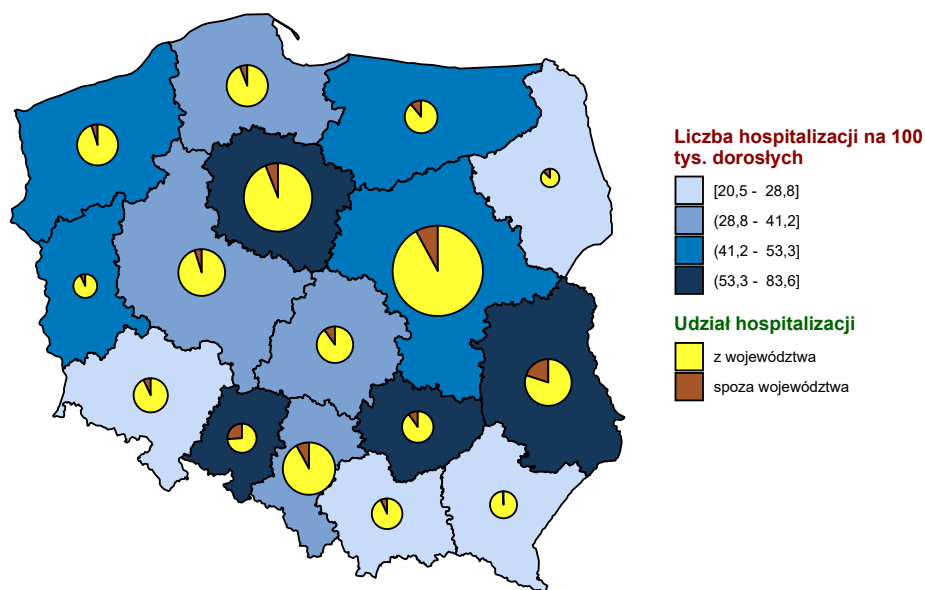 Liczba hospitalizacji na 100
tys. dorosłych
[20,5 - 28,8]
(28,8 - 41,2]
(41,2 - 53,3]
(53,3 - 83,6]
Udział hospitalizacji
z województwa
spoza województwa